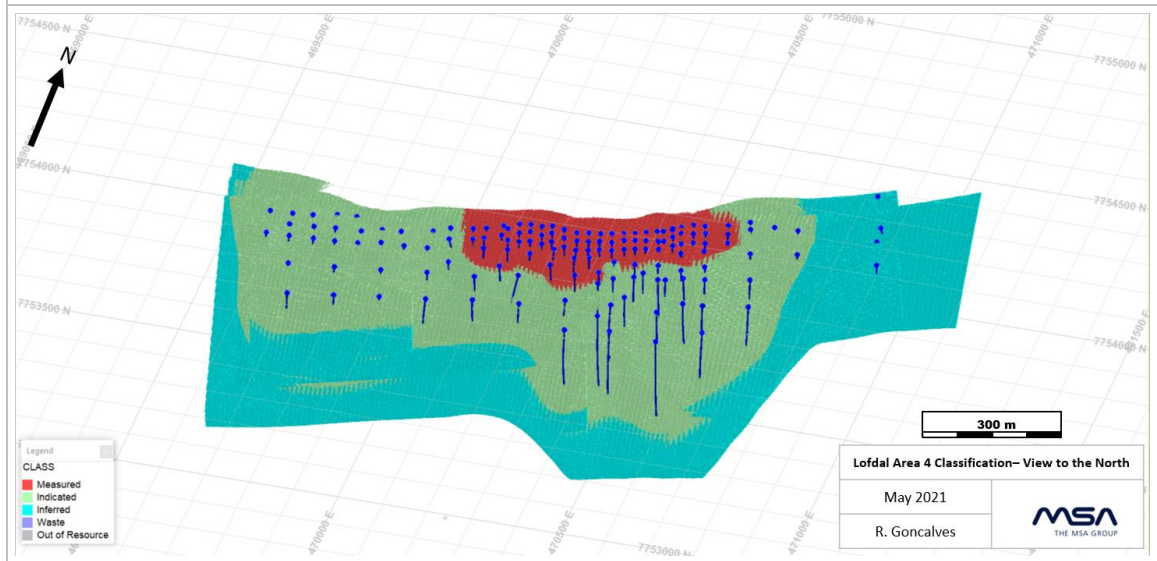 7754500 N
469000 E
469500 E
470000 E
7755000 N
470500 E
471000 E
7755000 N
N
7754000 N
7754500 N
7753500 N
7754000 N
300 m
Legend
CLASS
Measured
Indicated
Inferred
Waste
Out of Resource
470000 E
470500 E
7753000 N
471000 E
Lofdal Area 4 Classification– View to the North
May 2021
R. Goncalves
MSA
THE MSA GROUP